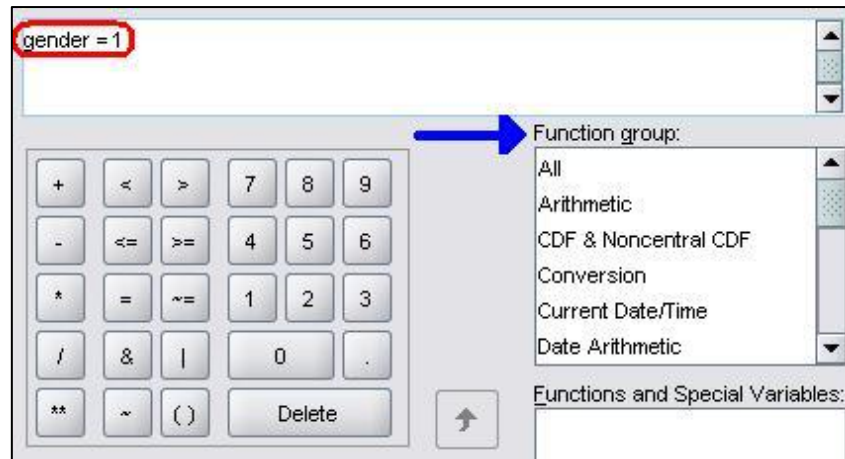 gender = 1
Function group:
All
Arithmetic
CDF & Noncentral CDF
Conversion
Current Date/Time
Date Arithmetic
+ < > 7 8 9
- <= >= 4 5 6
* = ~= 1 2 3
/ & | 0 .
** ~ ( ) Delete
Functions and Special Variables: